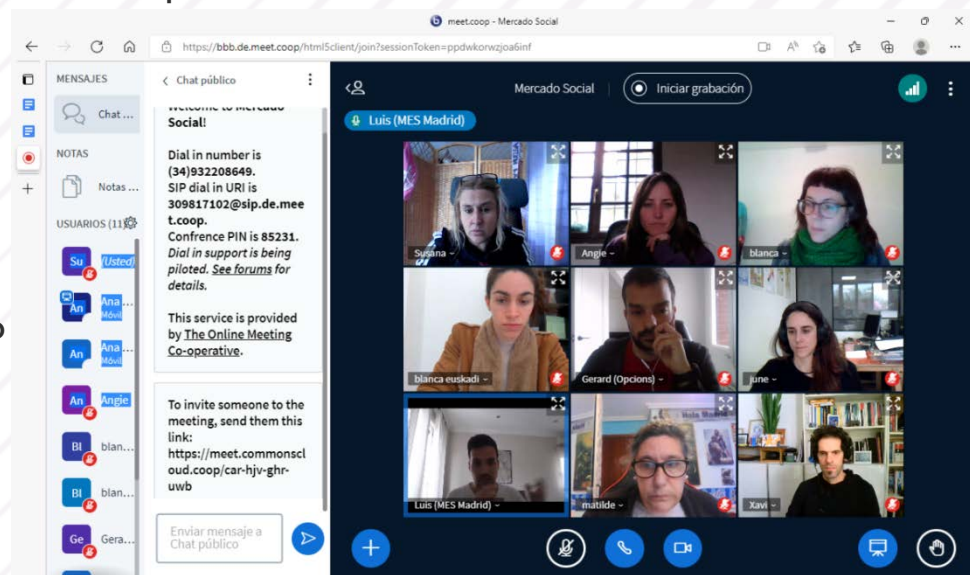 meet.coop - Mercado Social
https://bbb.de.meet.coop/html5client/join?sessionToken=ppdwkorwzjoa6inf
MENSAJES
Chat ...
NOTAS
Notas ...
USUARIOS (11)
Su
(Usted)
An
Ana ...
Móvil
An
Ana ...
Móvil
An
Angie
Bl
blan...
Bl
blan...
Ge
Gera...
Chat público
Welcome to Mercado
Social!
Dial in number is
(34)932208649.
SIP dial in URI is
309817102@sip.de.mee
t.coop.
Confrence PIN is 85231.
Dial in support is being
piloted. See forums for
details.
This service is provided
by The Online Meeting
Co-operative.
To invite someone to the
meeting, send them this
link:
https://meet.commonscl
oud.coop/car-hjv-ghr-
uwb
Enviar mensaje a
Chat público
Mercado Social
Iniciar grabación
Luis (MES Madrid)
Susana
Angie
blanca
blanca euskadi
Gerard (Opcions)
june
Luis (MES Madrid)
matilde
Xavi